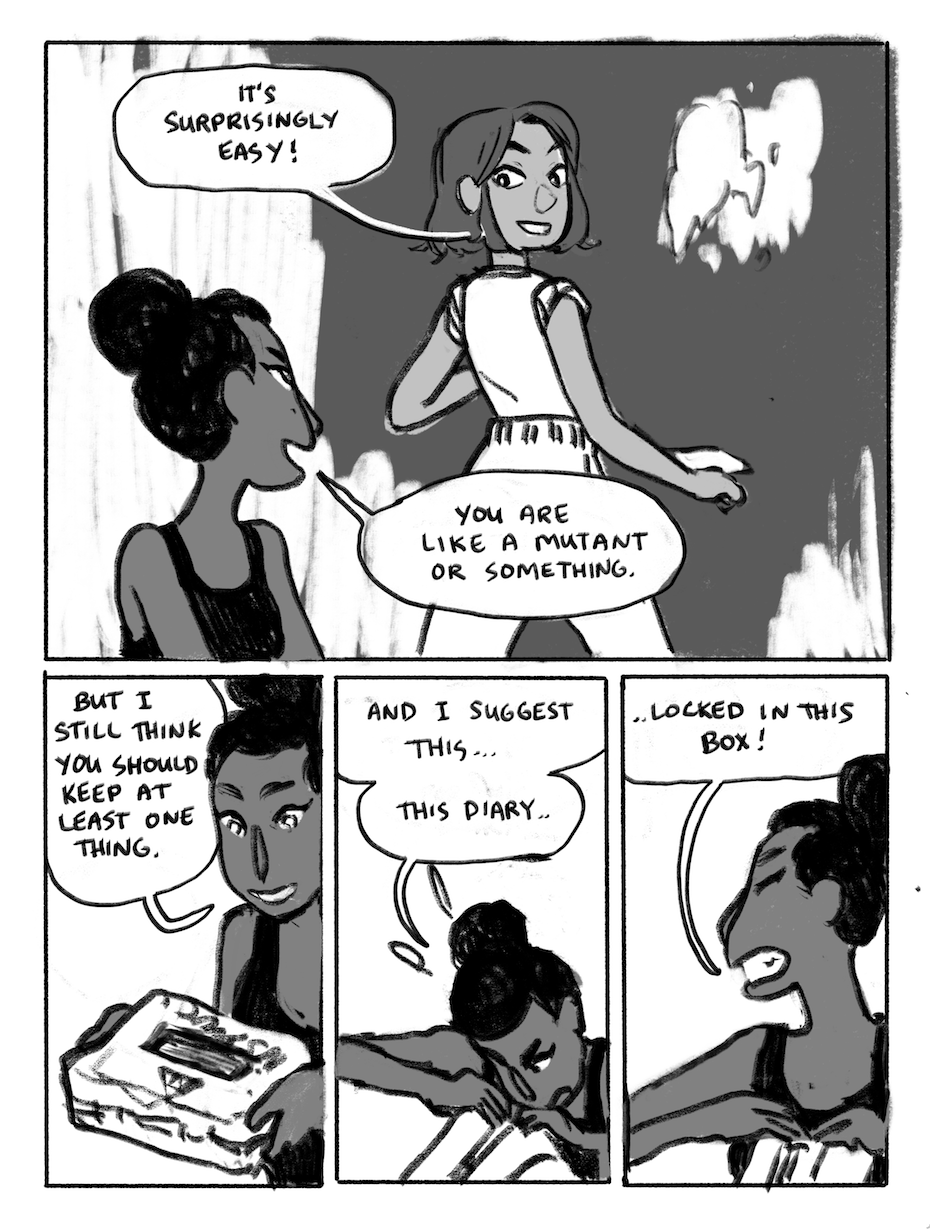 IT'S
SURPRISINGLY
EASY!
YOU ARE
LIKE A MUTANT
OR SOMETHING.
BUT I
STILL THINK
YOU SHOULD
KEEP AT
LEAST ONE
THING.
AND I SUGGEST
THIS...
THIS DIARY..
..LOCKED IN THIS
BOX!